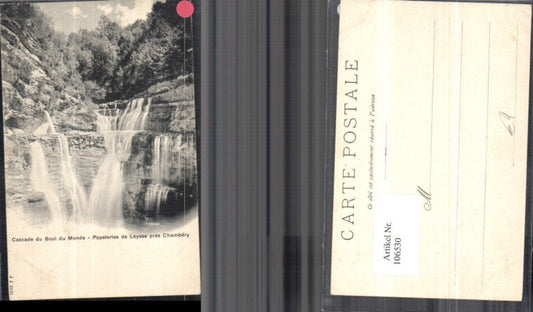 Cascade du Bout du Monde - Papeteries de Leysse près Chambéry
CARTE POSTALE
Ce côté est exclusivement réservé à l'adresse
M
Artikel Nr.
106530